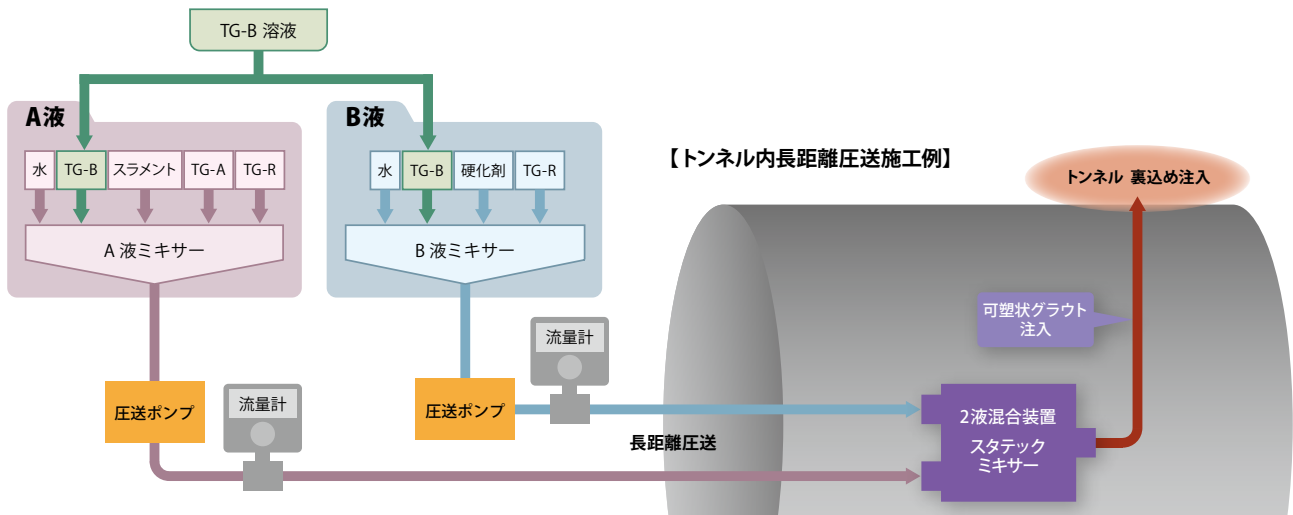 TG-B 溶液
A液
水
TG-B
スラメント
TG-A
TG-R
A 液ミキサー
B液
水
TG-B
硬化剤
TG-R
B 液ミキサー
【トンネル内長距離圧送施工例】
トンネル 裏込め注入
可塑状グラウト
注入
流量計
圧送ポンプ
流量計
圧送ポンプ
長距離圧送
2液混合装置
スタテック
ミキサー